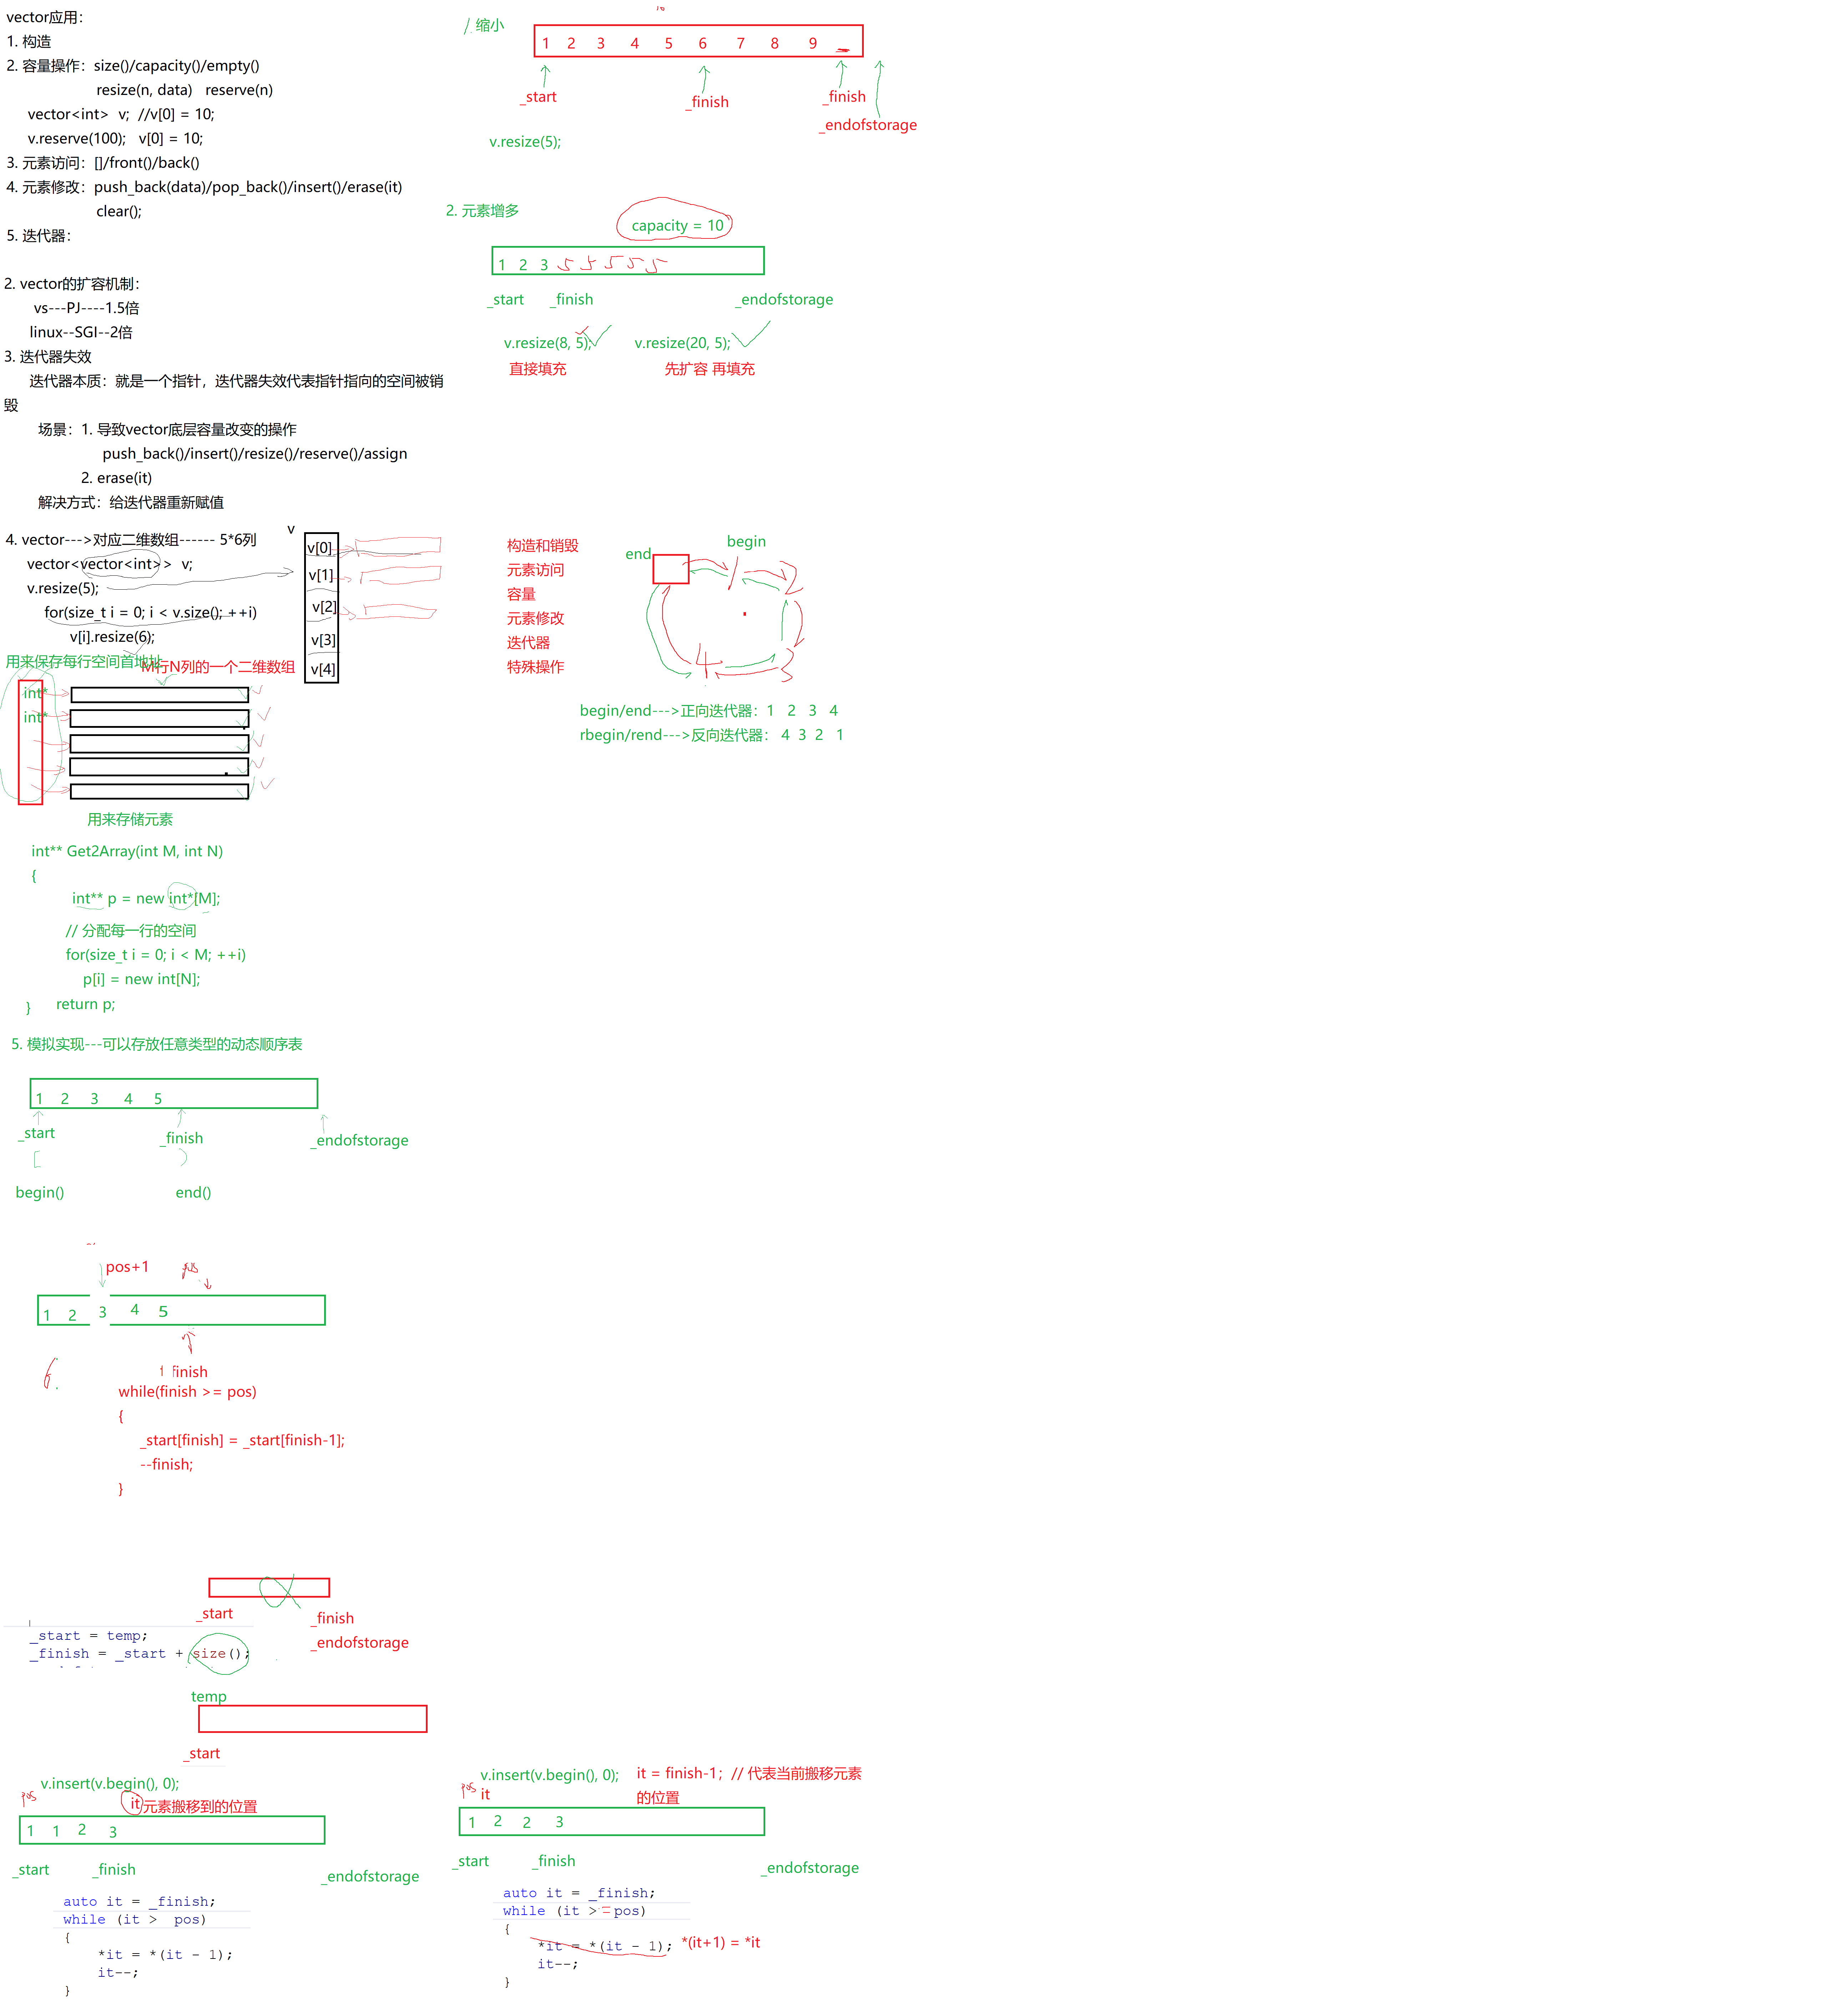 vector应用：
1. 构造
2. 容量操作：size()/capacity()/empty()
resize(n, data)   reserve(n)
vector<int>  v;  //v[0] = 10;
v.reserve(100);   v[0] = 10;
3. 元素访问：[]/front()/back()
4. 元素修改：push_back(data)/pop_back()/insert()/erase(it)
clear();
5. 迭代器：
2. vector的扩容机制：
vs---PJ----1.5倍
linux--SGI--2倍
3. 迭代器失效
迭代器本质：就是一个指针，迭代器失效代表指针指向的空间被销
毁
场景：1. 导致vector底层容量改变的操作
push_back()/insert()/resize()/reserve()/assign
2. erase(it)
解决方式：给迭代器重新赋值
缩小
1 2 3 4 5 6 7 8 9
_start
_finish
_finish
_endofstorage
v.resize(5);
2. 元素增多
capacity = 10
1 2 3 5 5 5 5 5
_start
_finish
_endofstorage
v.resize(8, 5);
v.resize(20, 5);
直接填充
先扩容 再填充
4. vector--->对应二维数组------ 5*6列
vector<vector<int>>  v;
v.resize(5);
for(size_t i = 0; i < v.size(); ++i)
v[i].resize(6);
v
v[0]
v[1]
v[2]
v[3]
v[4]
构造和销毁
元素访问
容量
元素修改
迭代器
特殊操作
end
begin
1
2
3
4
begin/end--->正向迭代器：1   2   3   4
rbegin/rend--->反向迭代器： 4  3  2   1
用来保存每行空间首地址
M行N列的一个二维数组
int*
int*
用来存储元素
int** Get2Array(int M, int N)
{
int** p = new int*[M];
// 分配每一行的空间
for(size_t i = 0; i < M; ++i)
p[i] = new int[N];
return p;
}
5. 模拟实现---可以存放任意类型的动态顺序表
1 2 3 4 5
_start
_finish
_endofstorage
[
)
begin()
end()
pos+1
pos
1 2 3 4 5
6
finish
while(finish >= pos)
{
_start[finish] = _start[finish-1];
--finish;
}
_start
_finish
_endofstorage
_start = temp;
_finish = _start + size();
temp
_start
v.insert(v.begin(), 0);
pos
it元素搬移到的位置
1 1 2 3
_start
_finish
_endofstorage
auto it = _finish;
while (it >  pos)
{
*it = *(it - 1);
it--;
}
v.insert(v.begin(), 0);
it = finish-1;  // 代表当前搬移元素
的位置
pos it
1 2 2 3
_start
_finish
_endofstorage
auto it = _finish;
while (it >=pos)
{
*it = *(it - 1); *(it+1) = *it
it--;
}